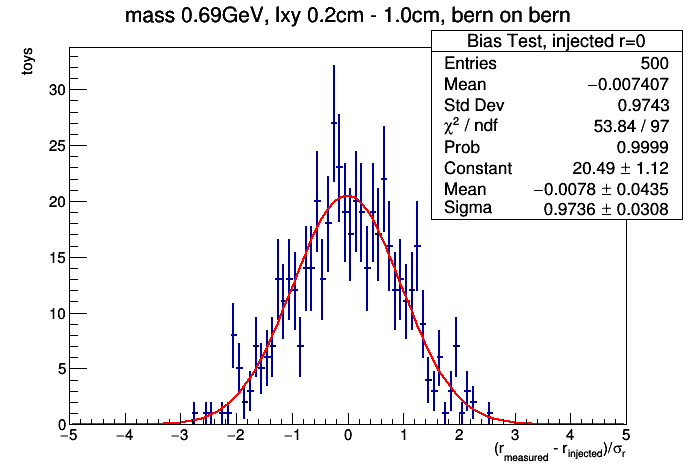 mass 0.69GeV, lxy 0.2cm - 1.0cm, bern on bern
toys
Bias Test, injected r=0
Entries 500
Mean −0.007407
Std Dev 0.9743
χ² / ndf 53.84 / 97
Prob 0.9999
Constant 20.49 ± 1.12
Mean −0.0078 ± 0.0435
Sigma 0.9736 ± 0.0308
30
25
20
15
10
5
0
−5 −4 −3 −2 −1 0 1 2 3 4 5
(r_measured - r_injected)/σ_r